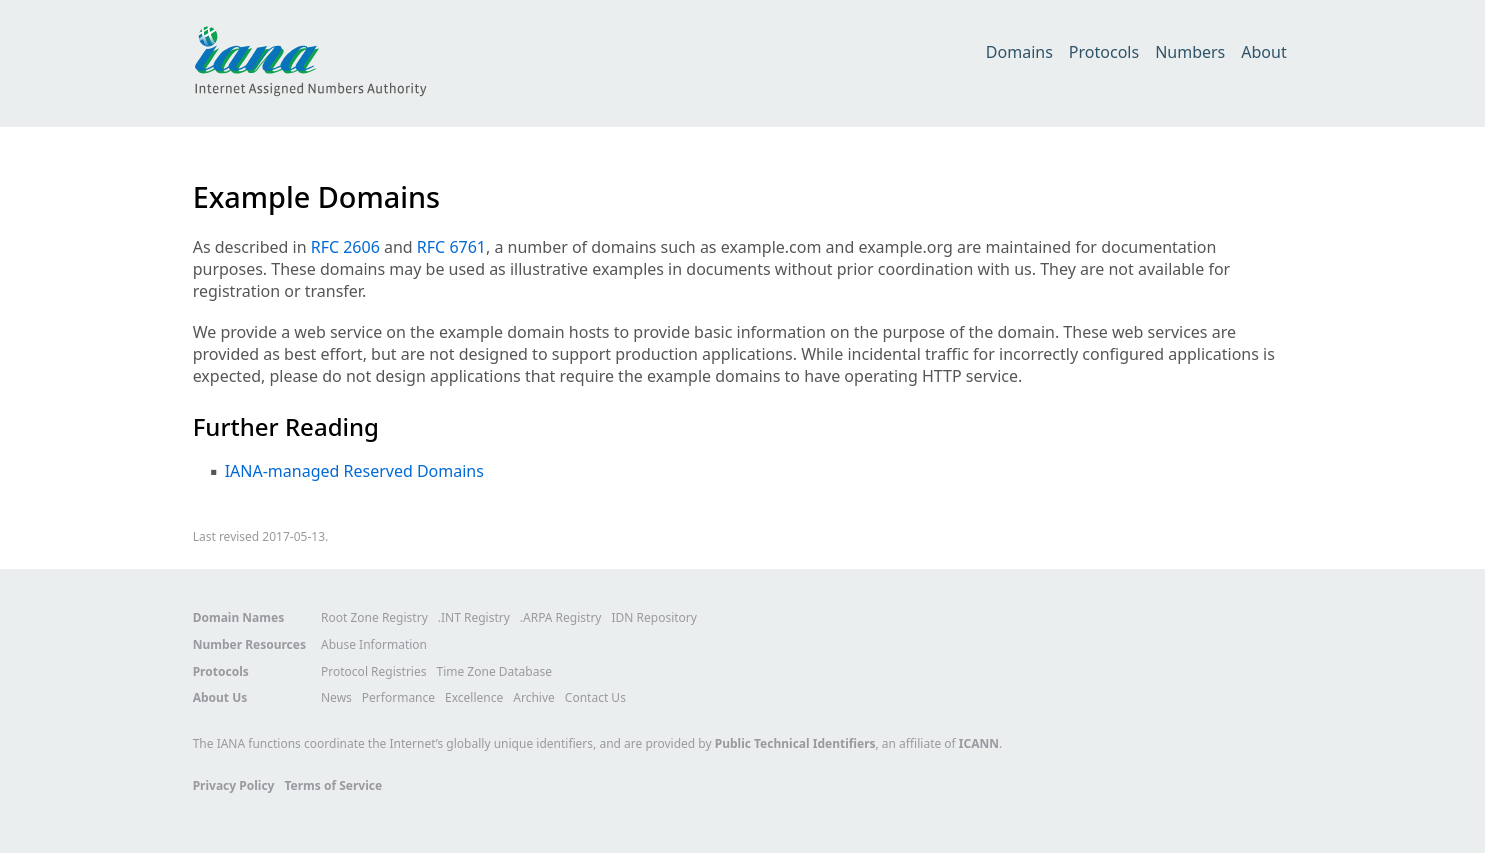 iana
Internet Assigned Numbers Authority
Domains Protocols Numbers About
Example Domains
As described in RFC 2606 and RFC 6761, a number of domains such as example.com and example.org are maintained for documentation
purposes. These domains may be used as illustrative examples in documents without prior coordination with us. They are not available for
registration or transfer.
We provide a web service on the example domain hosts to provide basic information on the purpose of the domain. These web services are
provided as best effort, but are not designed to support production applications. While incidental traffic for incorrectly configured applications is
expected, please do not design applications that require the example domains to have operating HTTP service.
Further Reading
▪ IANA-managed Reserved Domains
Last revised 2017-05-13.
Domain Names Root Zone Registry .INT Registry .ARPA Registry IDN Repository
Number Resources Abuse Information
Protocols Protocol Registries Time Zone Database
About Us News Performance Excellence Archive Contact Us
The IANA functions coordinate the Internet’s globally unique identifiers, and are provided by Public Technical Identifiers, an affiliate of ICANN.
Privacy Policy Terms of Service